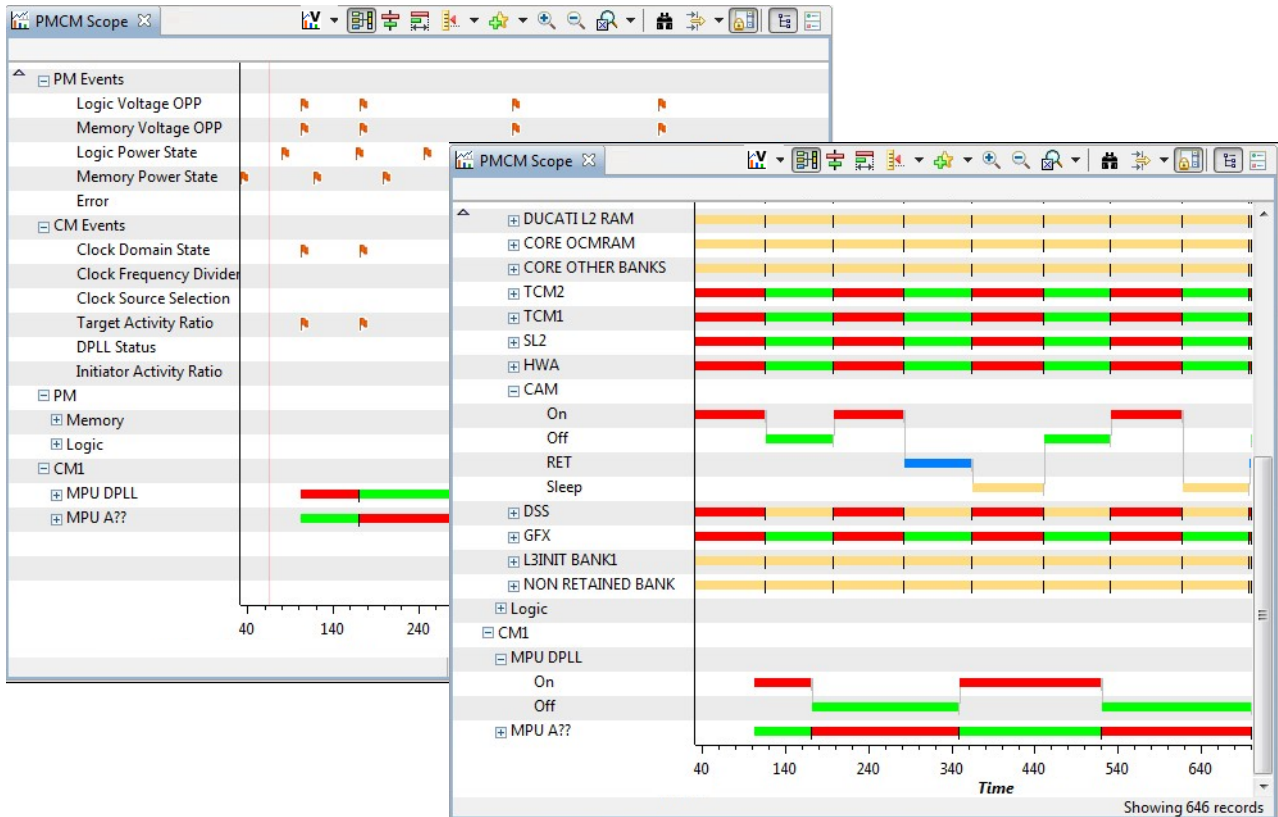 PMCM Scope
PM Events
Logic Voltage OPP
Memory Voltage OPP
Logic Power State
Memory Power State
Error
CM Events
Clock Domain State
Clock Frequency Divider
Clock Source Selection
Target Activity Ratio
DPLL Status
Initiator Activity Ratio
PM
Memory
Logic
CM1
MPU DPLL
MPU A??
40 140 240
PMCM Scope
DUCATI L2 RAM
CORE OCMRAM
CORE OTHER BANKS
TCM2
TCM1
SL2
HWA
CAM
On
Off
RET
Sleep
DSS
GFX
L3INIT BANK1
NON RETAINED BANK
Logic
CM1
MPU DPLL
On
Off
MPU A??
40 140 240 340 440 540 640
Time
Showing 646 records